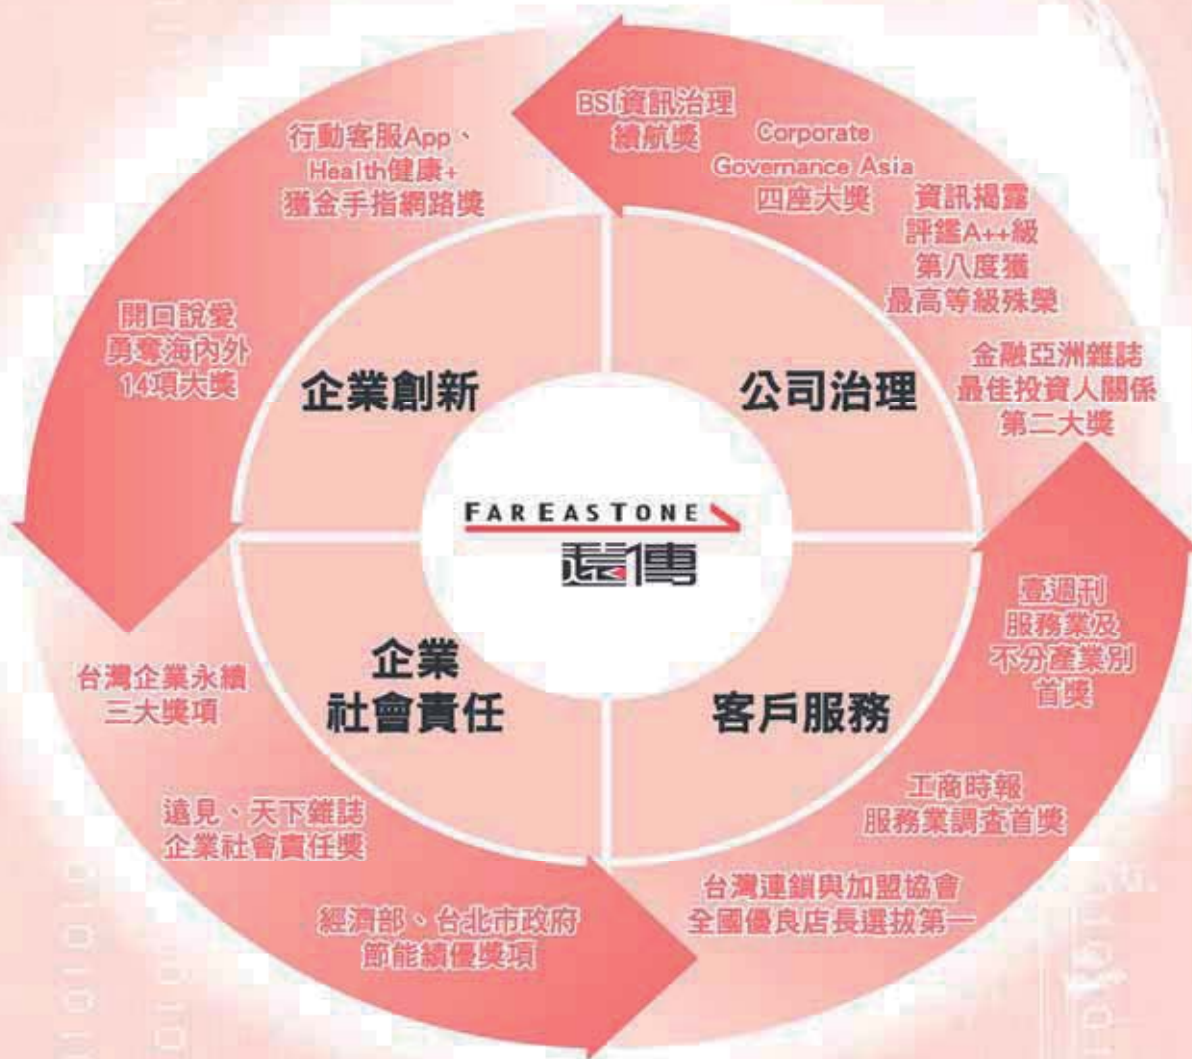 BSI資訊治理
續航獎
Corporate
Governance Asia
四座大獎
資訊揭露
評鑑A++級
第八度獲
最高等級殊榮
金融亞洲雜誌
最佳投資人關係
第二大獎
行動客服App、
Health健康+
獲金手指網路獎
開口說愛
勇奪海內外
14項大獎
企業創新
公司治理
FAREASTONE
遠傳
企業
社會責任
客戶服務
台灣企業永續
三大獎項
遠見、天下雜誌
企業社會責任獎
經濟部、台北市政府
節能績優獎項
壹週刊
服務業及
不分產業別
首獎
工商時報
服務業調查首獎
台灣連鎖與加盟協會
全國優良店長選拔第一